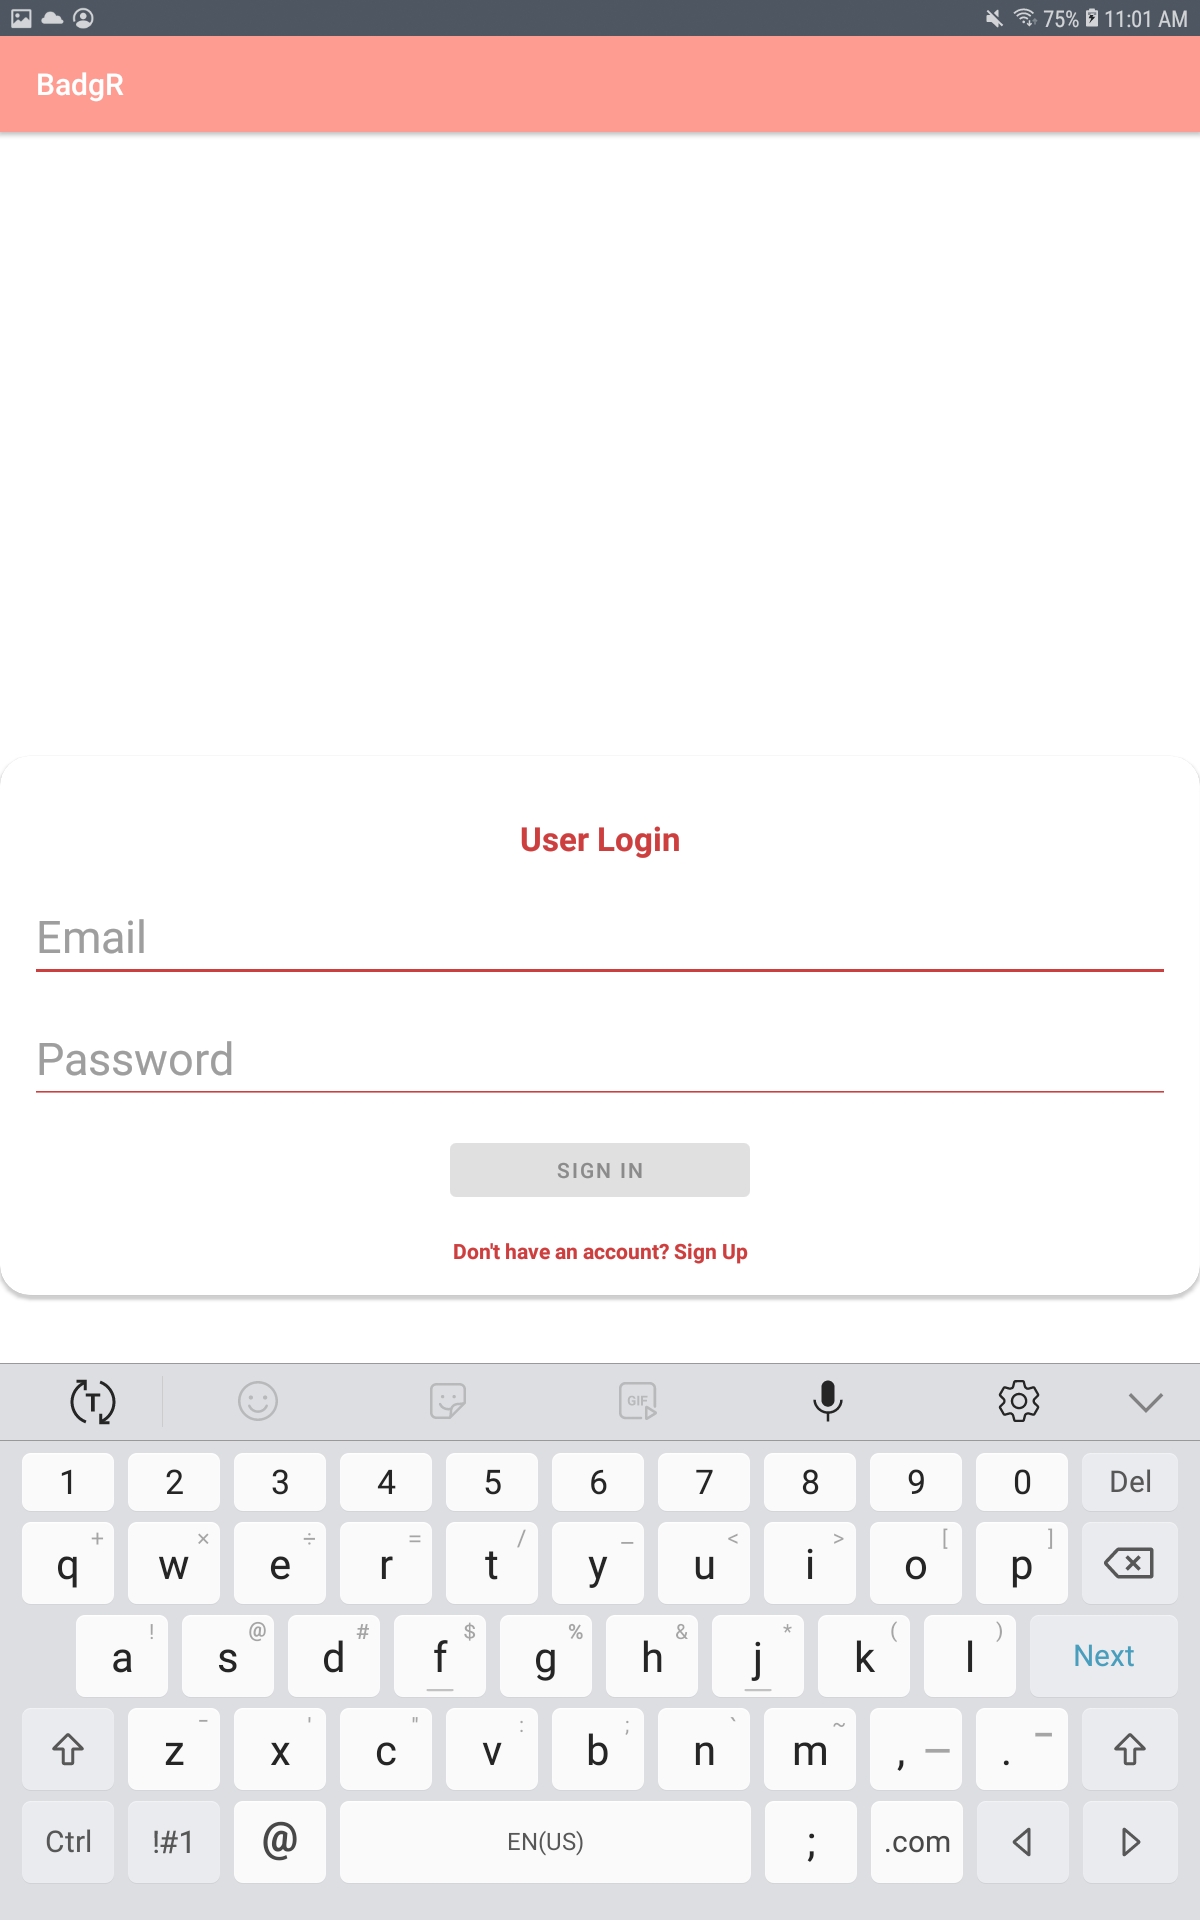 75% 11:01 AM
BadgR
User Login
Email
Password
SIGN IN
Don't have an account? Sign Up
T GIF
1 2 3 4 5 6 7 8 9 0 Del
+ × ÷ = / _ < > [ ]
q w e r t y u i o p
! @ # $ % & * ( )
a s d f g h j k l Next
- ' " : ; ` ~ — –
z x c v b n m , .
Ctrl !#1 @ EN(US) ; .com